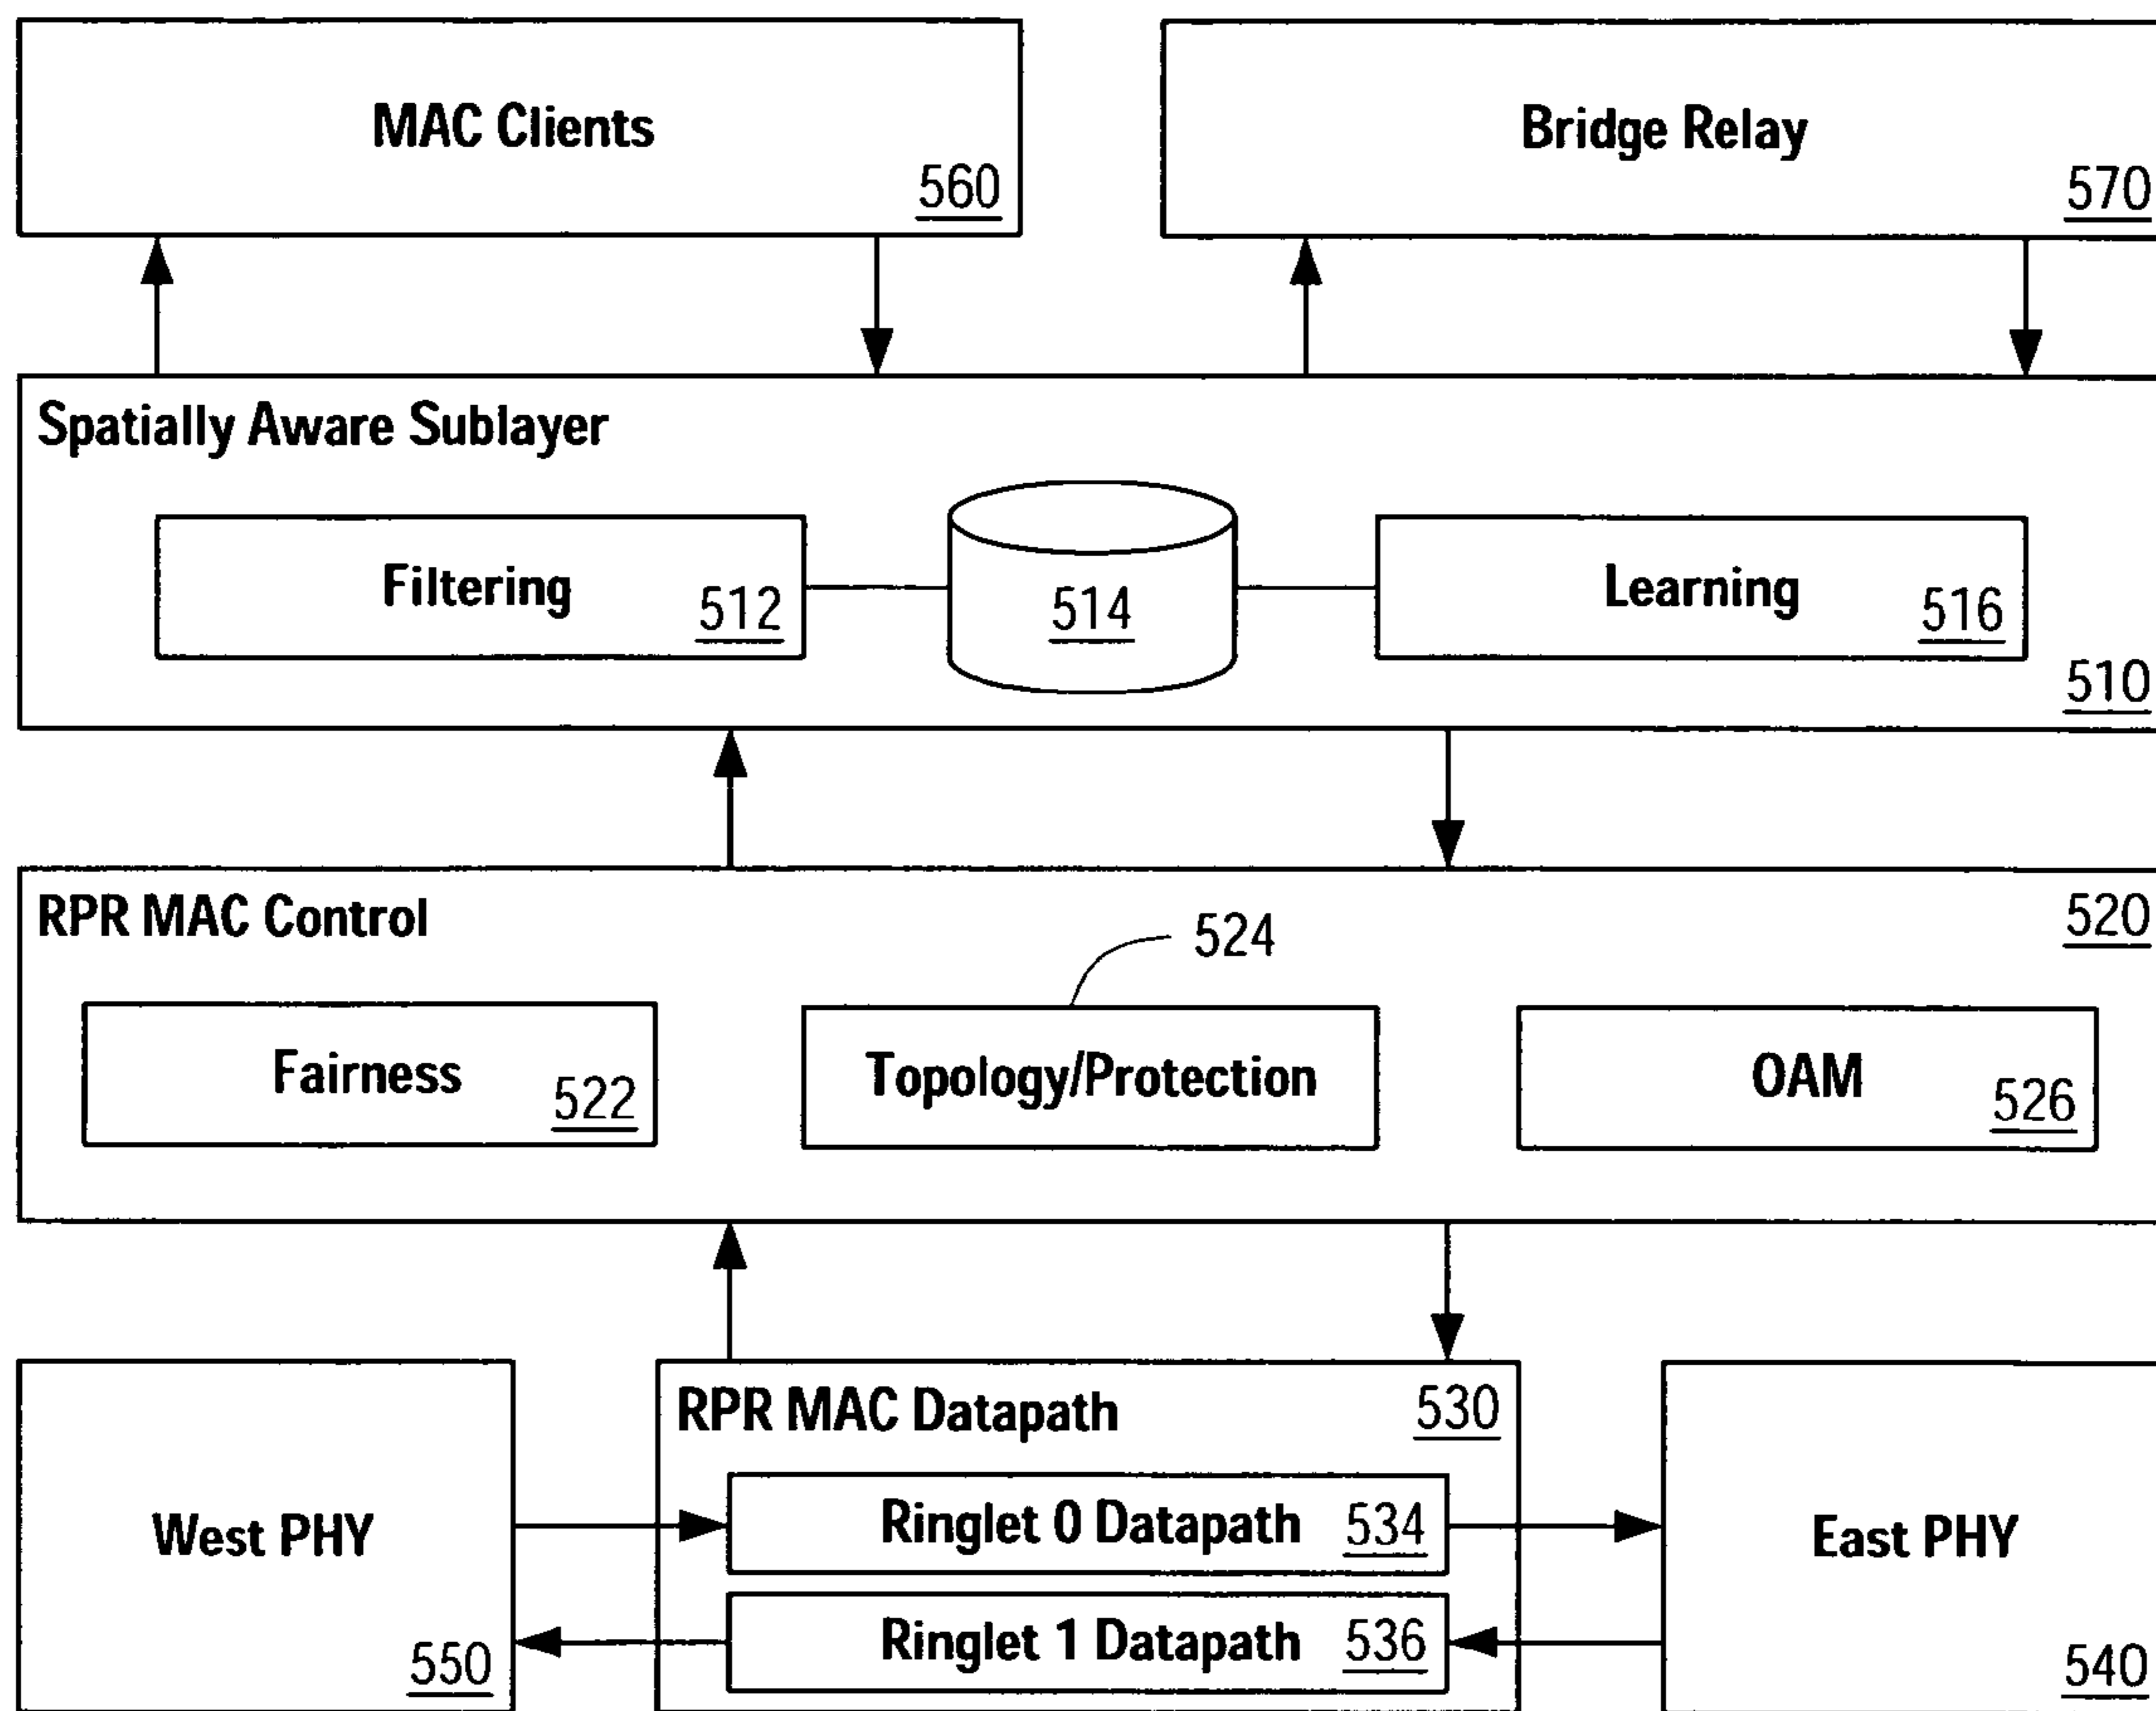 MAC Clients
560
Bridge Relay
570
Spatially Aware Sublayer
Filtering
512
514
Learning
516
510
RPR MAC Control
520
524
Fairness
522
Topology/Protection
OAM
526
West PHY
550
RPR MAC Datapath
530
Ringlet 0 Datapath 534
Ringlet 1 Datapath 536
East PHY
540